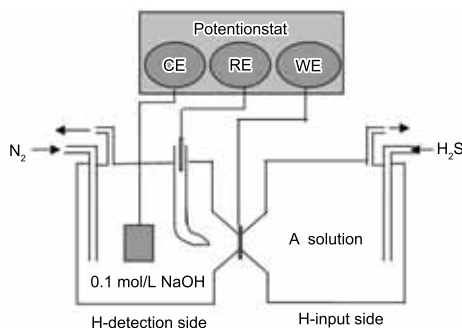 Potentionstat
CE RE WE
N2
H2S
A solution
0.1 mol/L NaOH
H-detection side H-input side